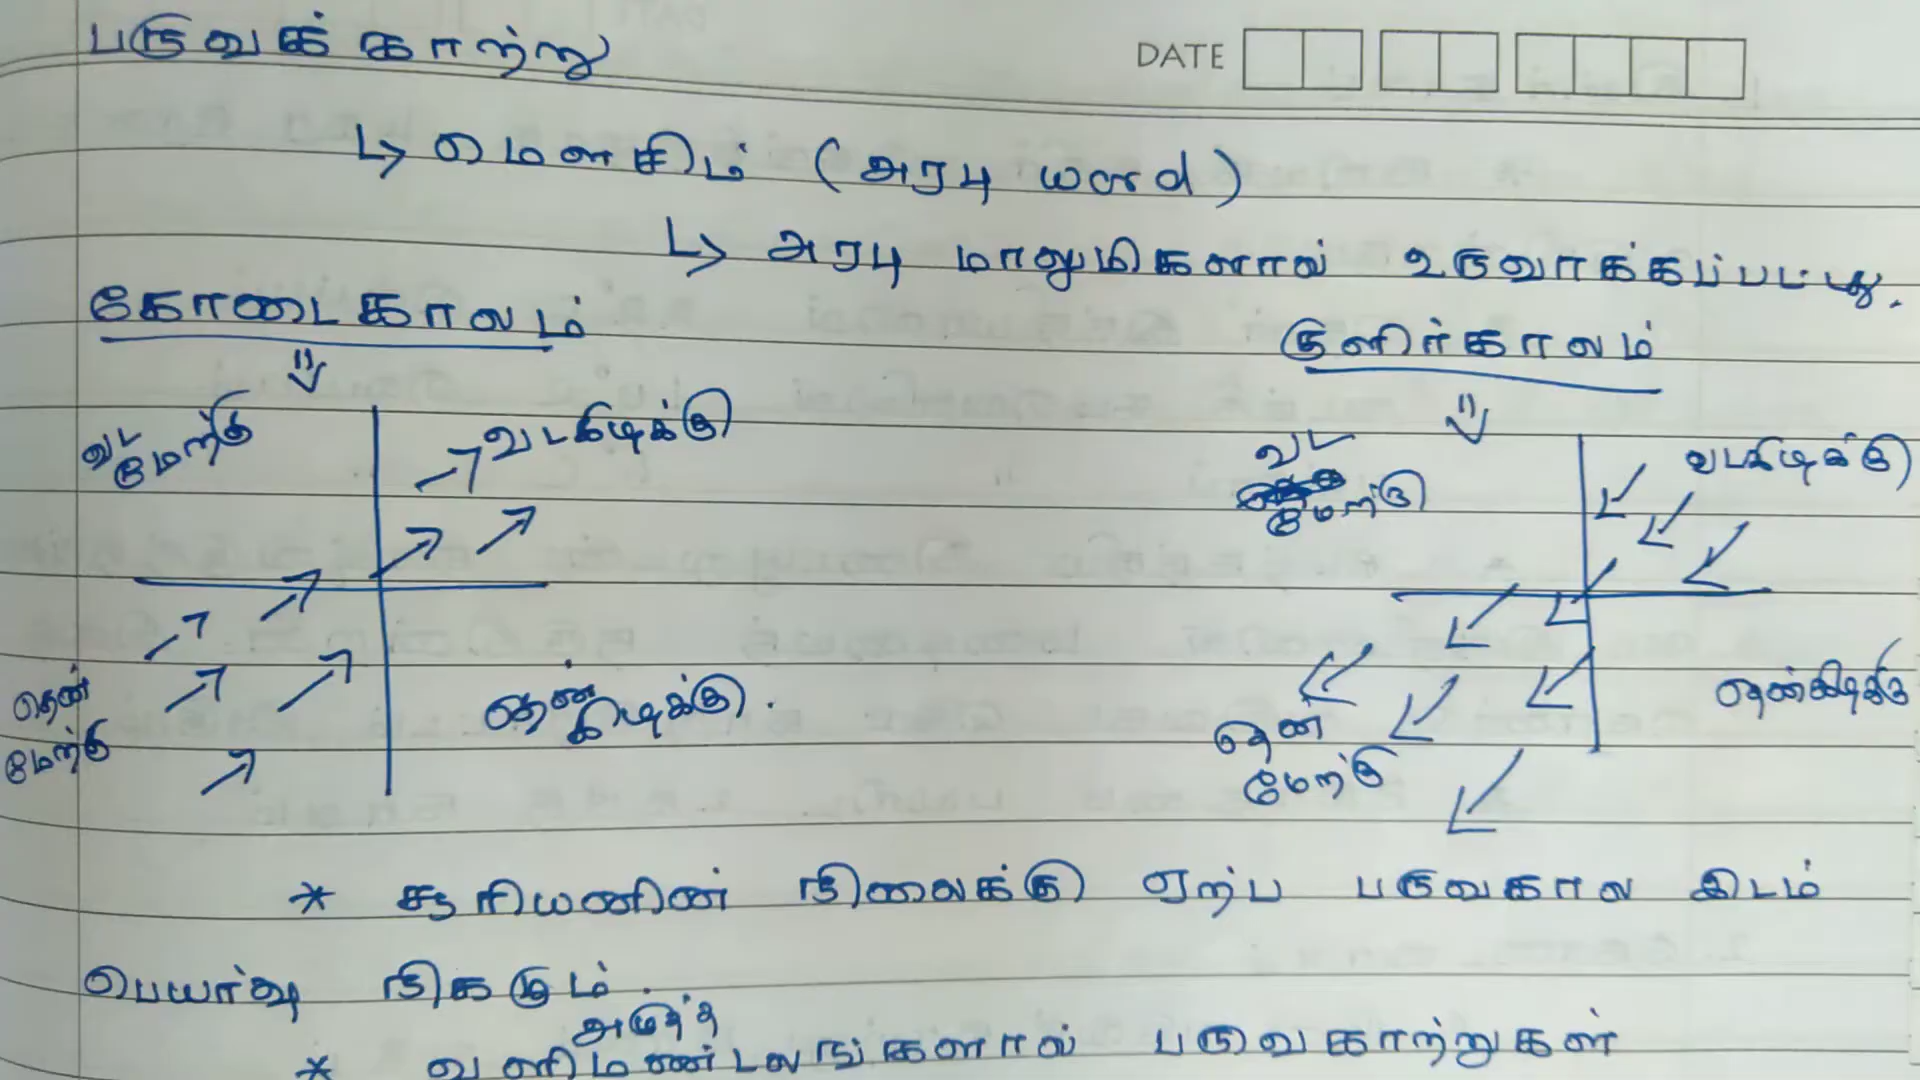 பருவக் காற்று
DATE
↳ மௌசிம் (அரபு word)
↳ அரபு மாலுமிகளால் உருவாக்கப்பட்டது.
கோடைகாலம்
குளிர்காலம்
வட மேற்கு
வடகிழக்கு
தென் மேற்கு
தென் கிழக்கு.
வட மேற்கு
வடகிழக்கு
தென் மேற்கு
தென்கிழக்கு
* சூரியனின் நிலைக்கு ஏற்ப பருவகால இடம்
பெயர்வு நிகழும்.
அழுத்த
* வளிமண்டலங்களால் பருவகாற்றுகள்